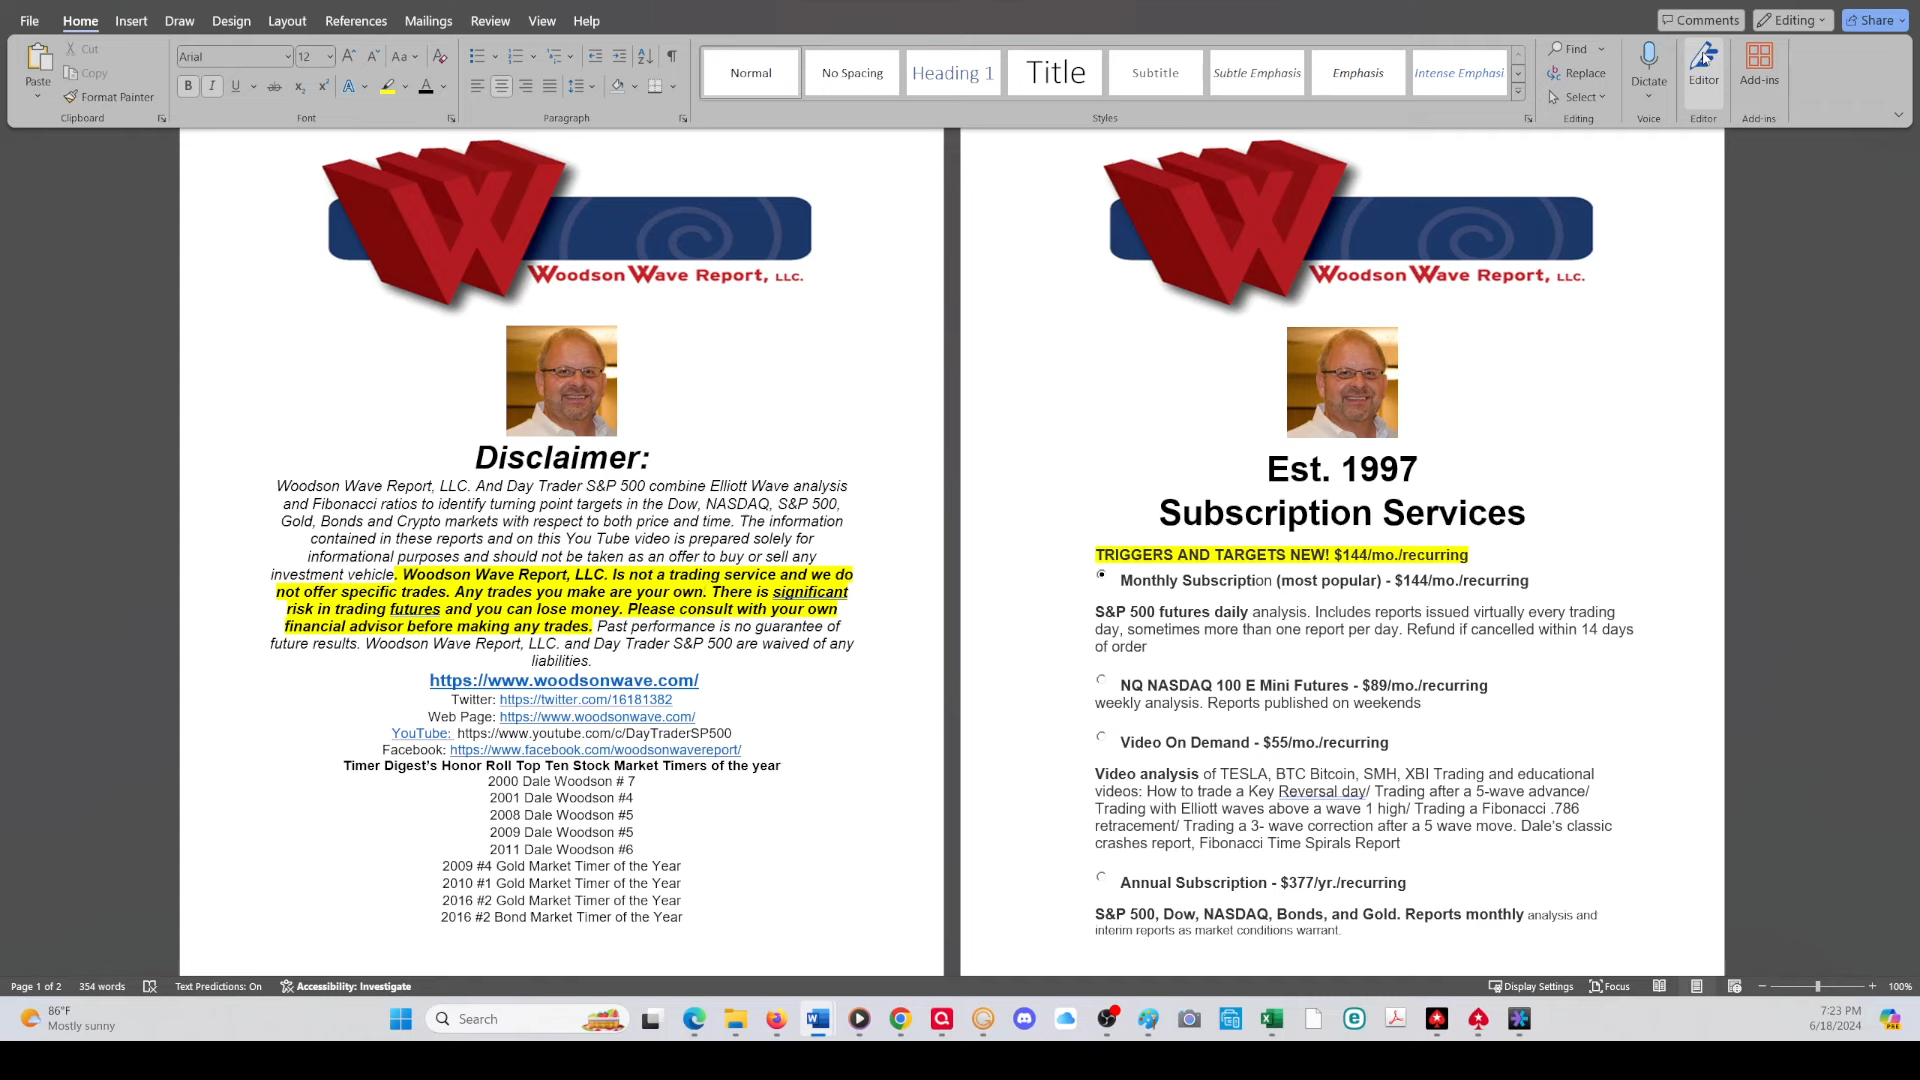 File Home Insert Draw Design Layout References Mailings Review View Help
Comments Editing Share
Paste
Cut
Copy
Format Painter
Clipboard
Arial 12
Aa
B I U ab x₂ x² A A
Font
Paragraph
Normal No Spacing Heading 1 Title Subtitle Subtle Emphasis Emphasis Intense Emphasi
Styles
Find
Replace
Select
Editing
Dictate
Voice
Editor
Editor
Add-ins
Add-ins
Woodson Wave Report, LLC.
Disclaimer:
Woodson Wave Report, LLC. And Day Trader S&P 500 combine Elliott Wave analysis
and Fibonacci ratios to identify turning point targets in the Dow, NASDAQ, S&P 500,
Gold, Bonds and Crypto markets with respect to both price and time. The information
contained in these reports and on this You Tube video is prepared solely for
informational purposes and should not be taken as an offer to buy or sell any
investment vehicle. Woodson Wave Report, LLC. Is not a trading service and we do
not offer specific trades. Any trades you make are your own. There is significant
risk in trading futures and you can lose money. Please consult with your own
financial advisor before making any trades. Past performance is no guarantee of
future results. Woodson Wave Report, LLC. and Day Trader S&P 500 are waived of any
liabilities.
https://www.woodsonwave.com/
Twitter: https://twitter.com/16181382
Web Page: https://www.woodsonwave.com/
YouTube: https://www.youtube.com/c/DayTraderSP500
Facebook: https://www.facebook.com/woodsonwavereport/
Timer Digest's Honor Roll Top Ten Stock Market Timers of the year
2000 Dale Woodson # 7
2001 Dale Woodson #4
2008 Dale Woodson #5
2009 Dale Woodson #5
2011 Dale Woodson #6
2009 #4 Gold Market Timer of the Year
2010 #1 Gold Market Timer of the Year
2016 #2 Gold Market Timer of the Year
2016 #2 Bond Market Timer of the Year
Woodson Wave Report, LLC.
Est. 1997
Subscription Services
TRIGGERS AND TARGETS NEW! $144/mo./recurring
Monthly Subscription (most popular) - $144/mo./recurring
S&P 500 futures daily analysis. Includes reports issued virtually every trading
day, sometimes more than one report per day. Refund if cancelled within 14 days
of order
NQ NASDAQ 100 E Mini Futures - $89/mo./recurring
weekly analysis. Reports published on weekends
Video On Demand - $55/mo./recurring
Video analysis of TESLA, BTC Bitcoin, SMH, XBI Trading and educational
videos: How to trade a Key Reversal day/ Trading after a 5-wave advance/
Trading with Elliott waves above a wave 1 high/ Trading a Fibonacci .786
retracement/ Trading a 3- wave correction after a 5 wave move. Dale's classic
crashes report, Fibonacci Time Spirals Report
Annual Subscription - $377/yr./recurring
S&P 500, Dow, NASDAQ, Bonds, and Gold. Reports monthly analysis and
interim reports as market conditions warrant.
Page 1 of 2 354 words Text Predictions: On Accessibility: Investigate
Display Settings Focus 100%
86°F
Mostly sunny
Search
7:23 PM
6/18/2024